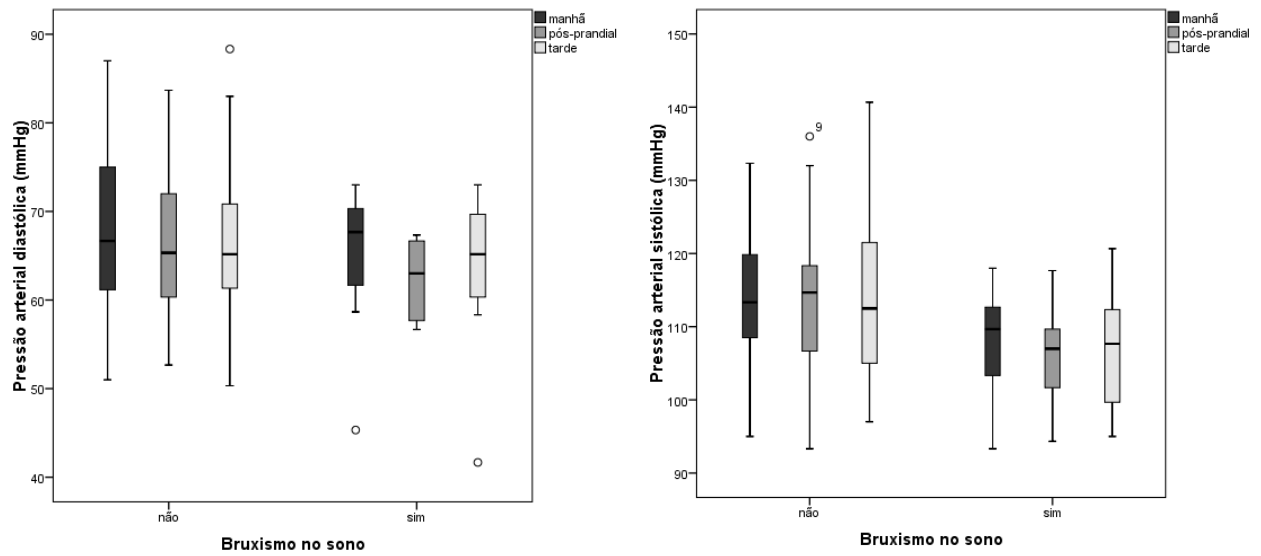 manhã
pós-prandial
tarde
Pressão arterial diastólica (mmHg)
90
80
70
60
50
40
não
sim
Bruxismo no sono
manhã
pós-prandial
tarde
Pressão arterial sistólica (mmHg)
150
140
130
120
110
100
90
9
não
sim
Bruxismo no sono